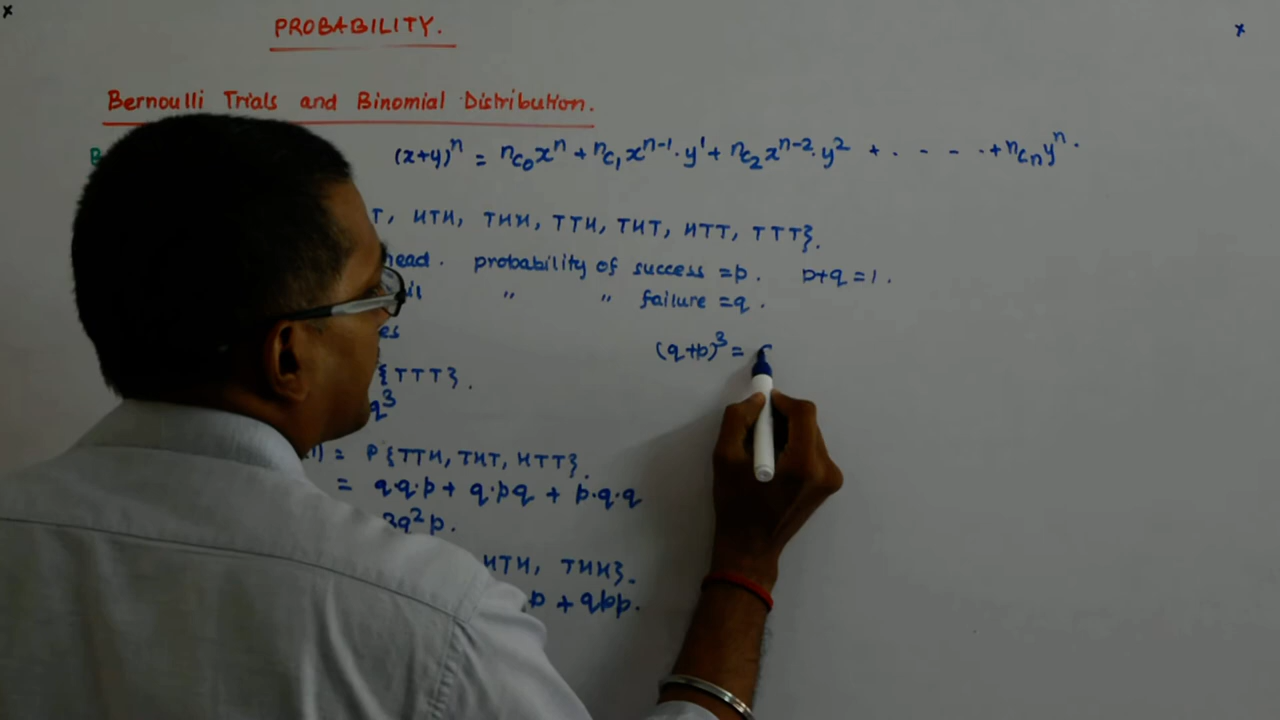 PROBABILITY.
Bernoulli Trials and Binomial Distribution.
(x+y)ⁿ = ⁿC₀xⁿ + ⁿC₁xⁿ⁻¹.y¹ + ⁿC₂xⁿ⁻².y² + . - - - . + ⁿCₙyⁿ.
T, HTH, THH, TTH, THT, HTT, TTT}.
head. probability of success = p. p+q = 1.
" " failure = q.
(q+p)³ =
{TTT}.
q³
= P{TTH, THT, HTT}.
= q.q.p + q.p.q + p.q.q
3q²p.
HTH, THH}.
p + qpp.